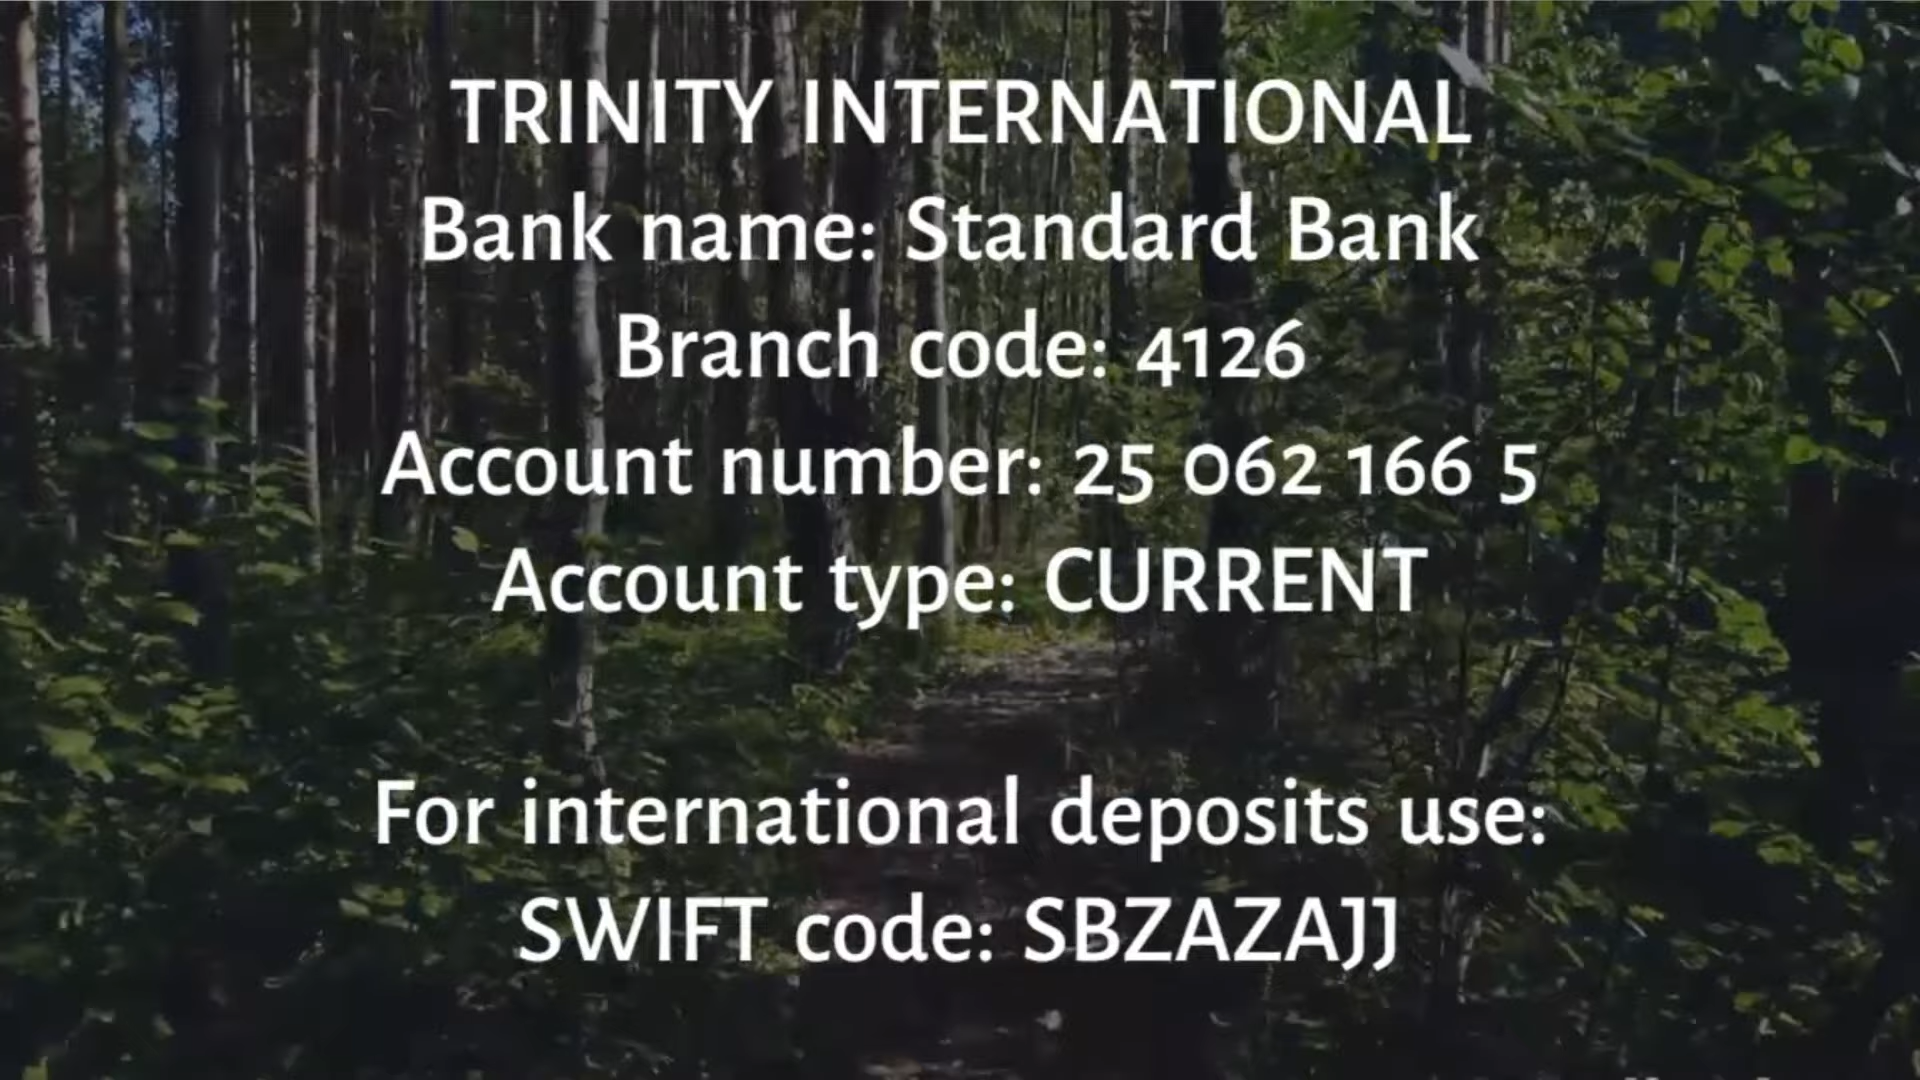 TRINITY INTERNATIONAL
Bank name: Standard Bank
Branch code: 4126
Account number: 25 062 166 5
Account type: CURRENT
For international deposits use:
SWIFT code: SBZAZAJJ